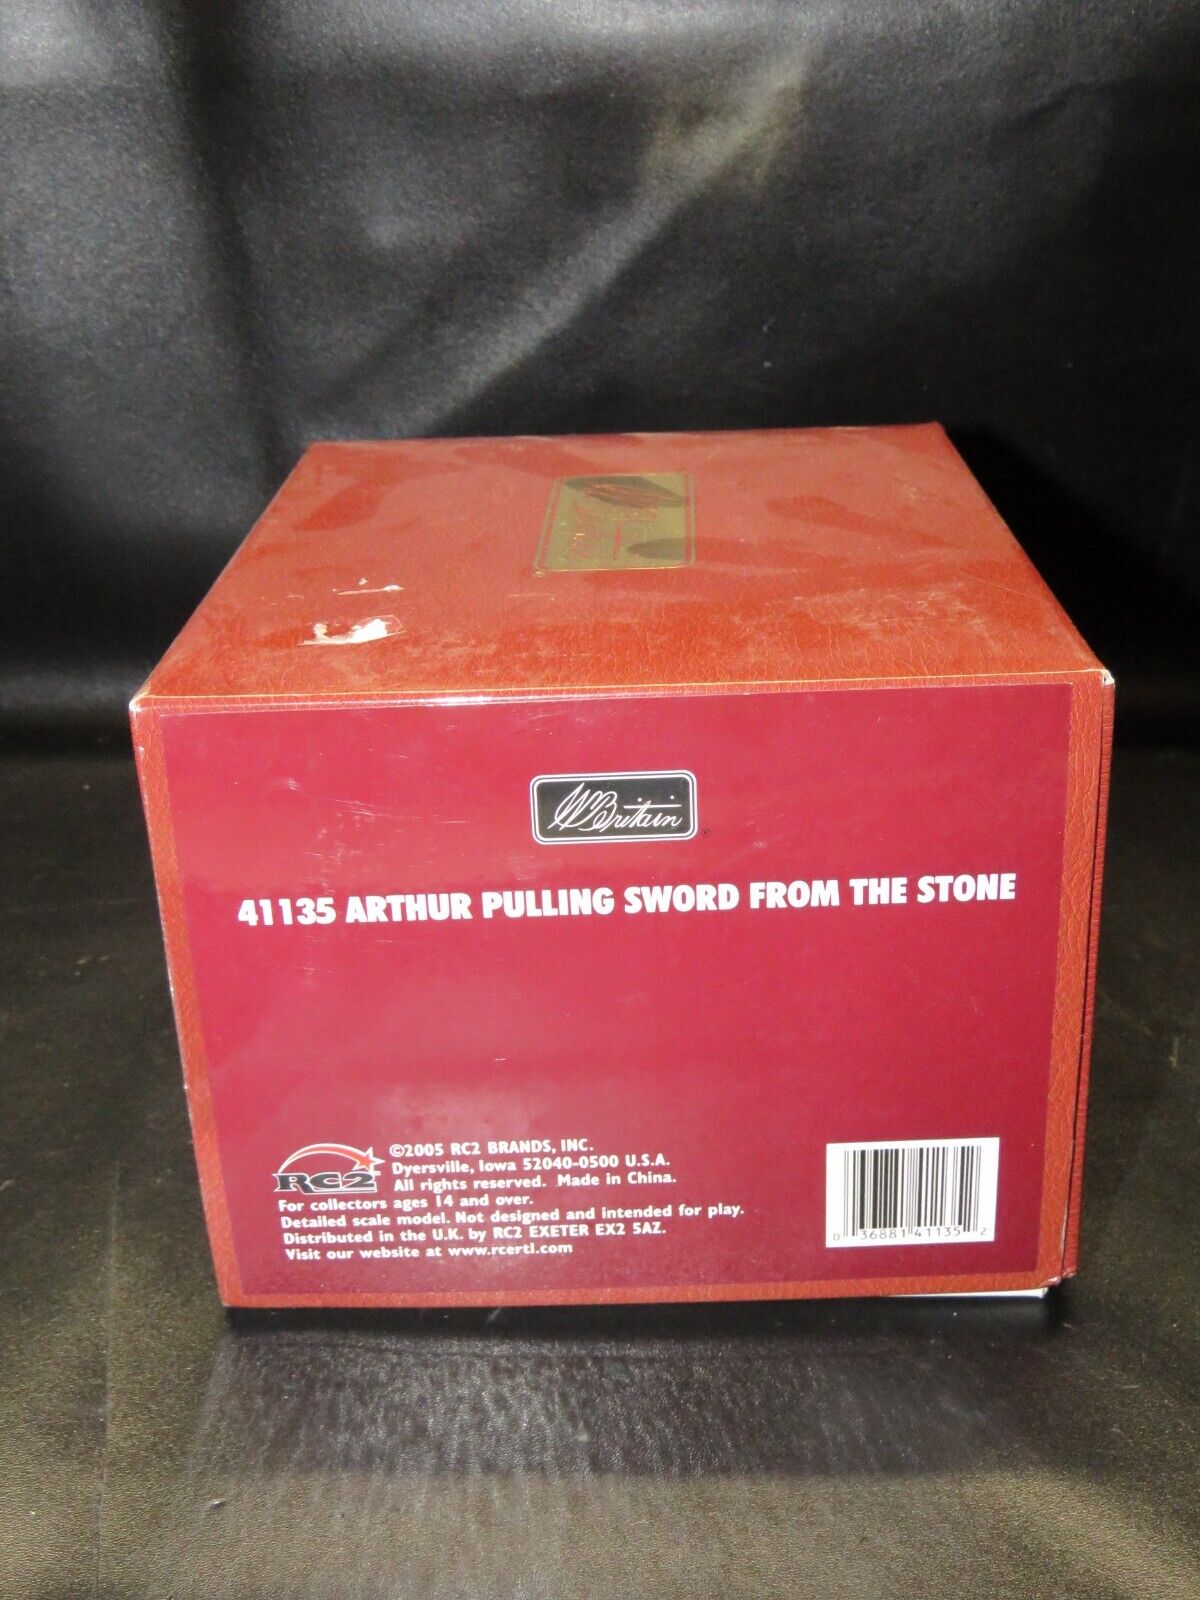 WBritain ®
41135 ARTHUR PULLING SWORD FROM THE STONE
RC2
©2005 RC2 BRANDS, INC.
Dyersville, Iowa 52040-0500 U.S.A.
All rights reserved. Made in China.
For collectors ages 14 and over.
Detailed scale model. Not designed and intended for play.
Distributed in the U.K. by RC2 EXETER EX2 5AZ.
Visit our website at www.rcertl.com
0 36881 41135 2